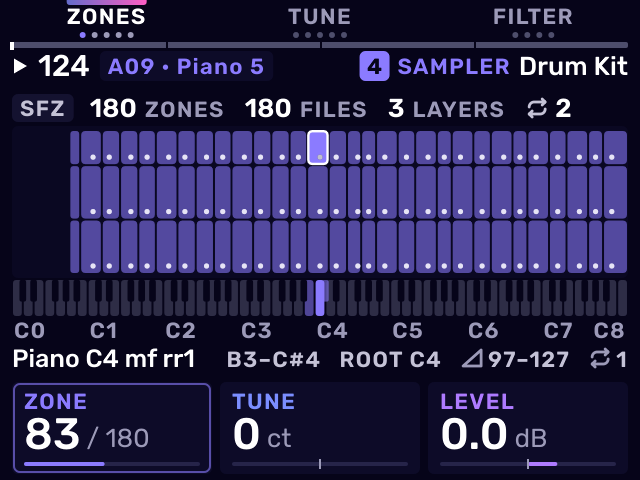 ZONES TUNE FILTER
124 A09 • Piano 5 4 SAMPLER Drum Kit
SFZ 180 ZONES 180 FILES 3 LAYERS 2
C0 C1 C2 C3 C4 C5 C6 C7 C8
Piano C4 mf rr1 B3–C#4 ROOT C4 97–127 1
ZONE TUNE LEVEL
83 / 180 0 ct 0.0 dB